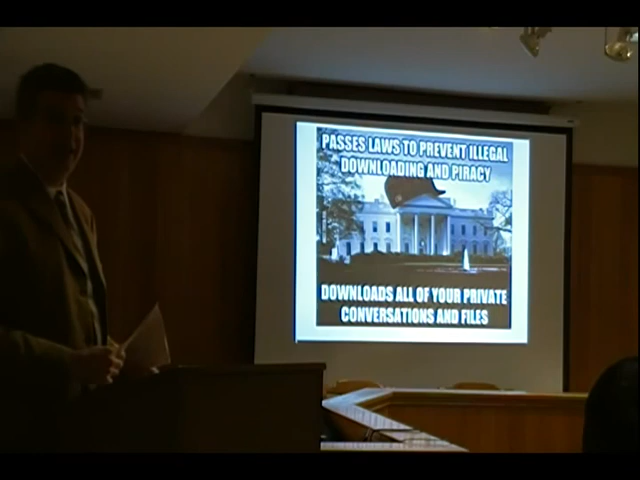 PASSES LAWS TO PREVENT ILLEGAL
DOWNLOADING AND PIRACY
DOWNLOADS ALL OF YOUR PRIVATE
CONVERSATIONS AND FILES